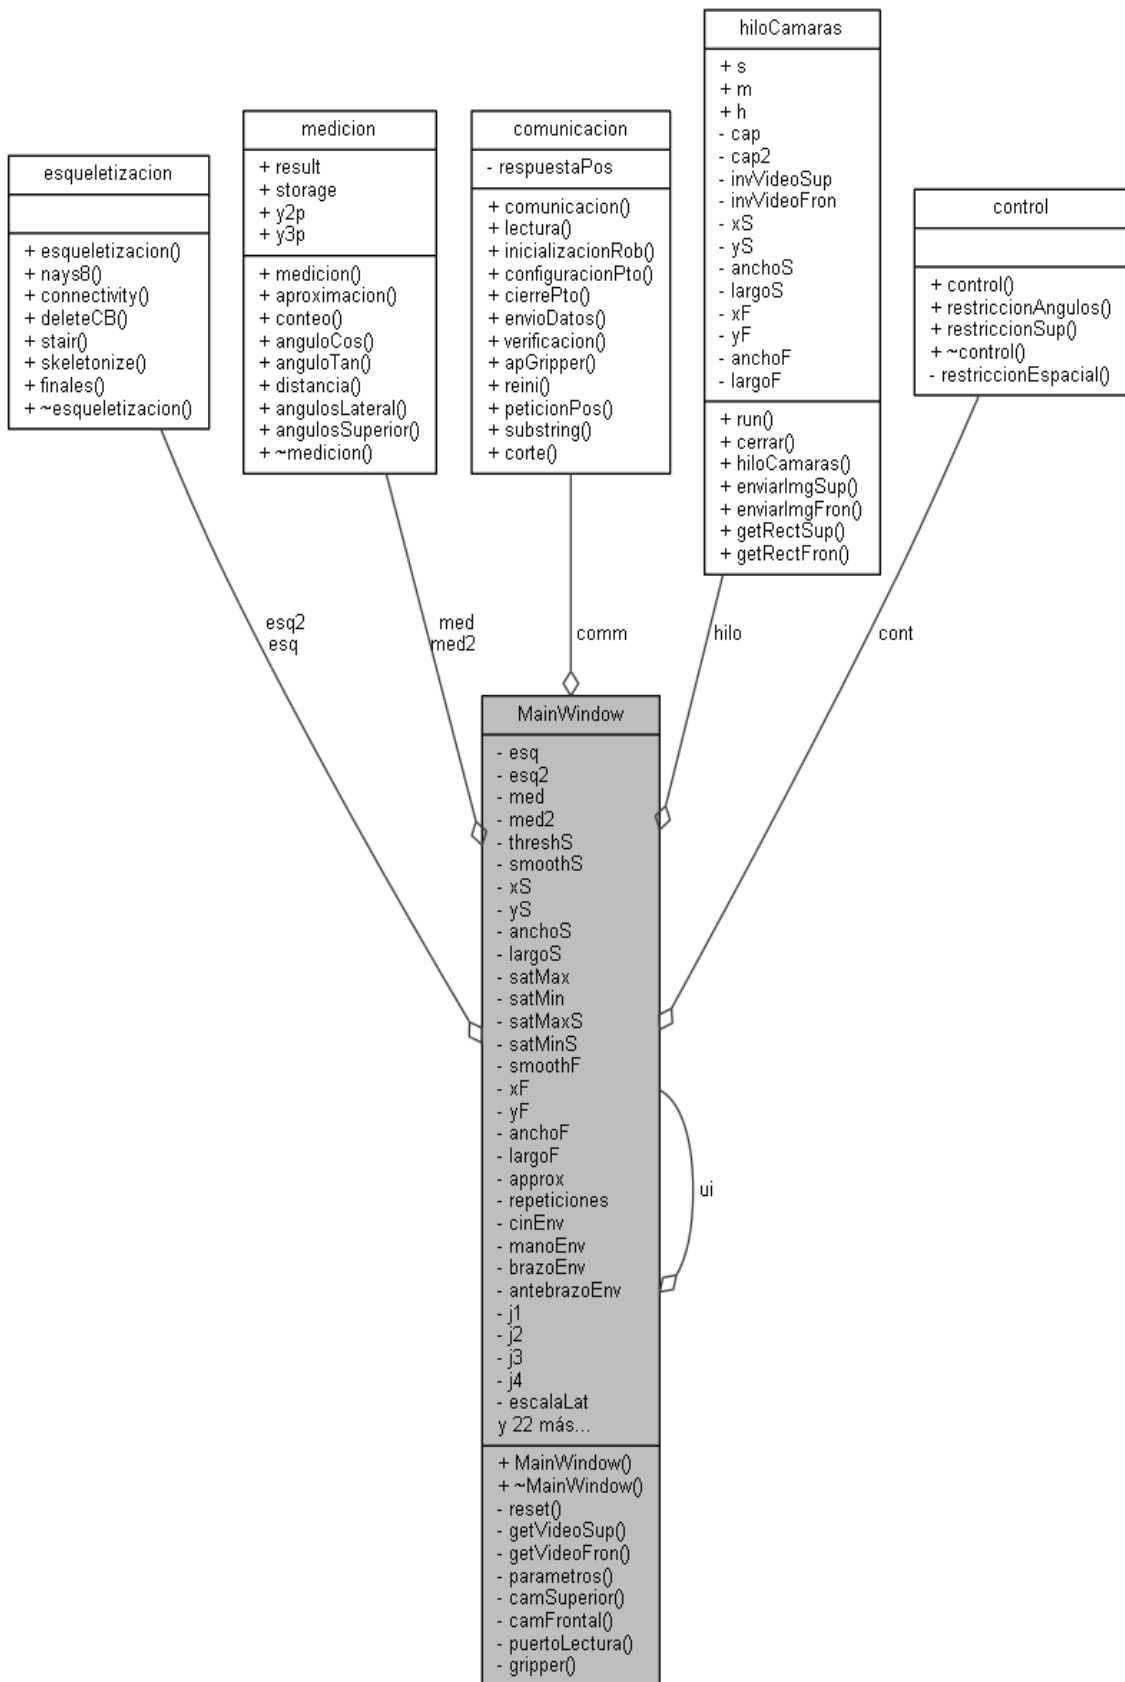 esqueletizacion
+ esqueletizacion()
+ nays8()
+ connectivity()
+ deleteCB()
+ stair()
+ skeletonize()
+ finales()
+ ~esqueletizacion()
medicion
+ result
+ storage
+ y2p
+ y3p
+ medicion()
+ aproximacion()
+ conteo()
+ anguloCos()
+ anguloTan()
+ distancia()
+ angulosLateral()
+ angulosSuperior()
+ ~medicion()
comunicacion
- respuestaPos
+ comunicacion()
+ lectura()
+ inicializacionRob()
+ configuracionPto()
+ cierrePto()
+ envioDatos()
+ verificacion()
+ apGripper()
+ reini()
+ peticionPos()
+ substring()
+ corte()
hiloCamaras
+ s
+ m
+ h
- cap
- cap2
- invVideoSup
- invVideoFron
- xS
- yS
- anchoS
- largoS
- xF
- yF
- anchoF
- largoF
+ run()
+ cerrar()
+ hiloCamaras()
+ enviarImgSup()
+ enviarImgFron()
+ getRectSup()
+ getRectFron()
control
+ control()
+ restriccionAngulos()
+ restriccionSup()
+ ~control()
- restriccionEspacial()
esq2
esq
med
med2
comm
hilo
cont
MainWindow
- esq
- esq2
- med
- med2
- threshS
- smoothS
- xS
- yS
- anchoS
- largoS
- satMax
- satMin
- satMaxS
- satMinS
- smoothF
- xF
- yF
- anchoF
- largoF
- approx
- repeticiones
- cinEnv
- manoEnv
- brazoEnv
- antebrazoEnv
- j1
- j2
- j3
- j4
- escalaLat
y 22 más...
+ MainWindow()
+ ~MainWindow()
- reset()
- getVideoSup()
- getVideoFron()
- parametros()
- camSuperior()
- camFrontal()
- puertoLectura()
- gripper()
ui